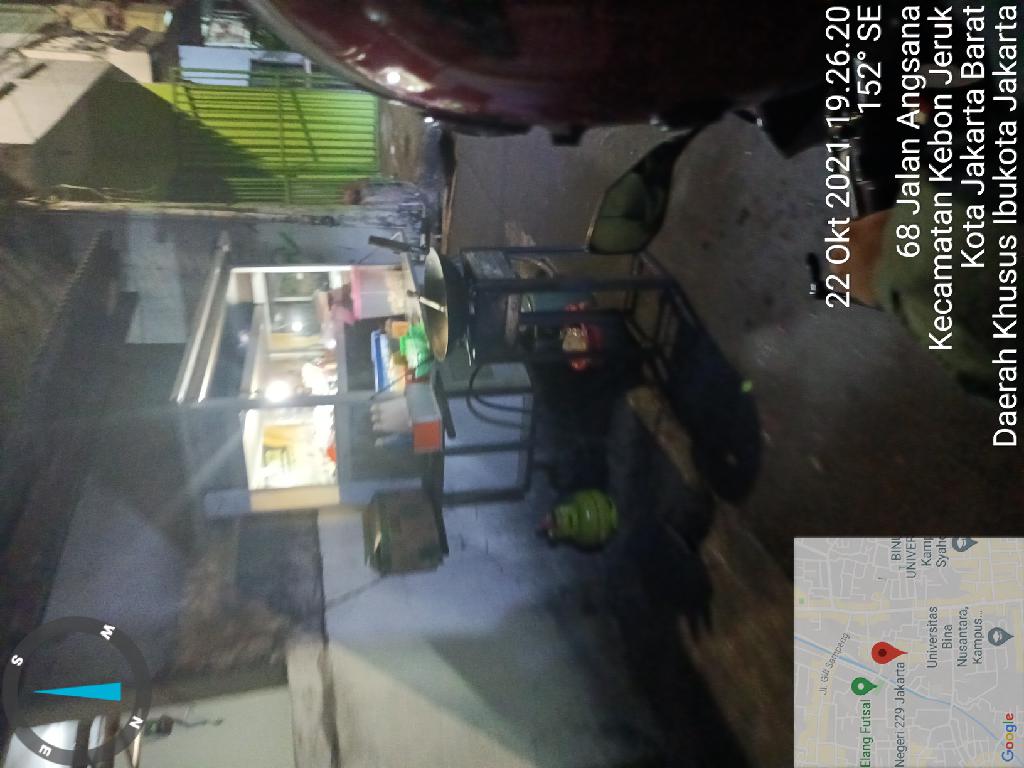 S
E
W
N
22 Okt 2021 19.26.20
152° SE
68 Jalan Angsana
Kecamatan Kebon Jeruk
Kota Jakarta Barat
Daerah Khusus Ibukota Jakarta
Jl. Gili Sampeng
Elang Futsal
Negeri 229 Jakarta
BINU
UNIVER
Kamp
Syaho
Universitas
Bina
Nusantara,
Kampus...
Google